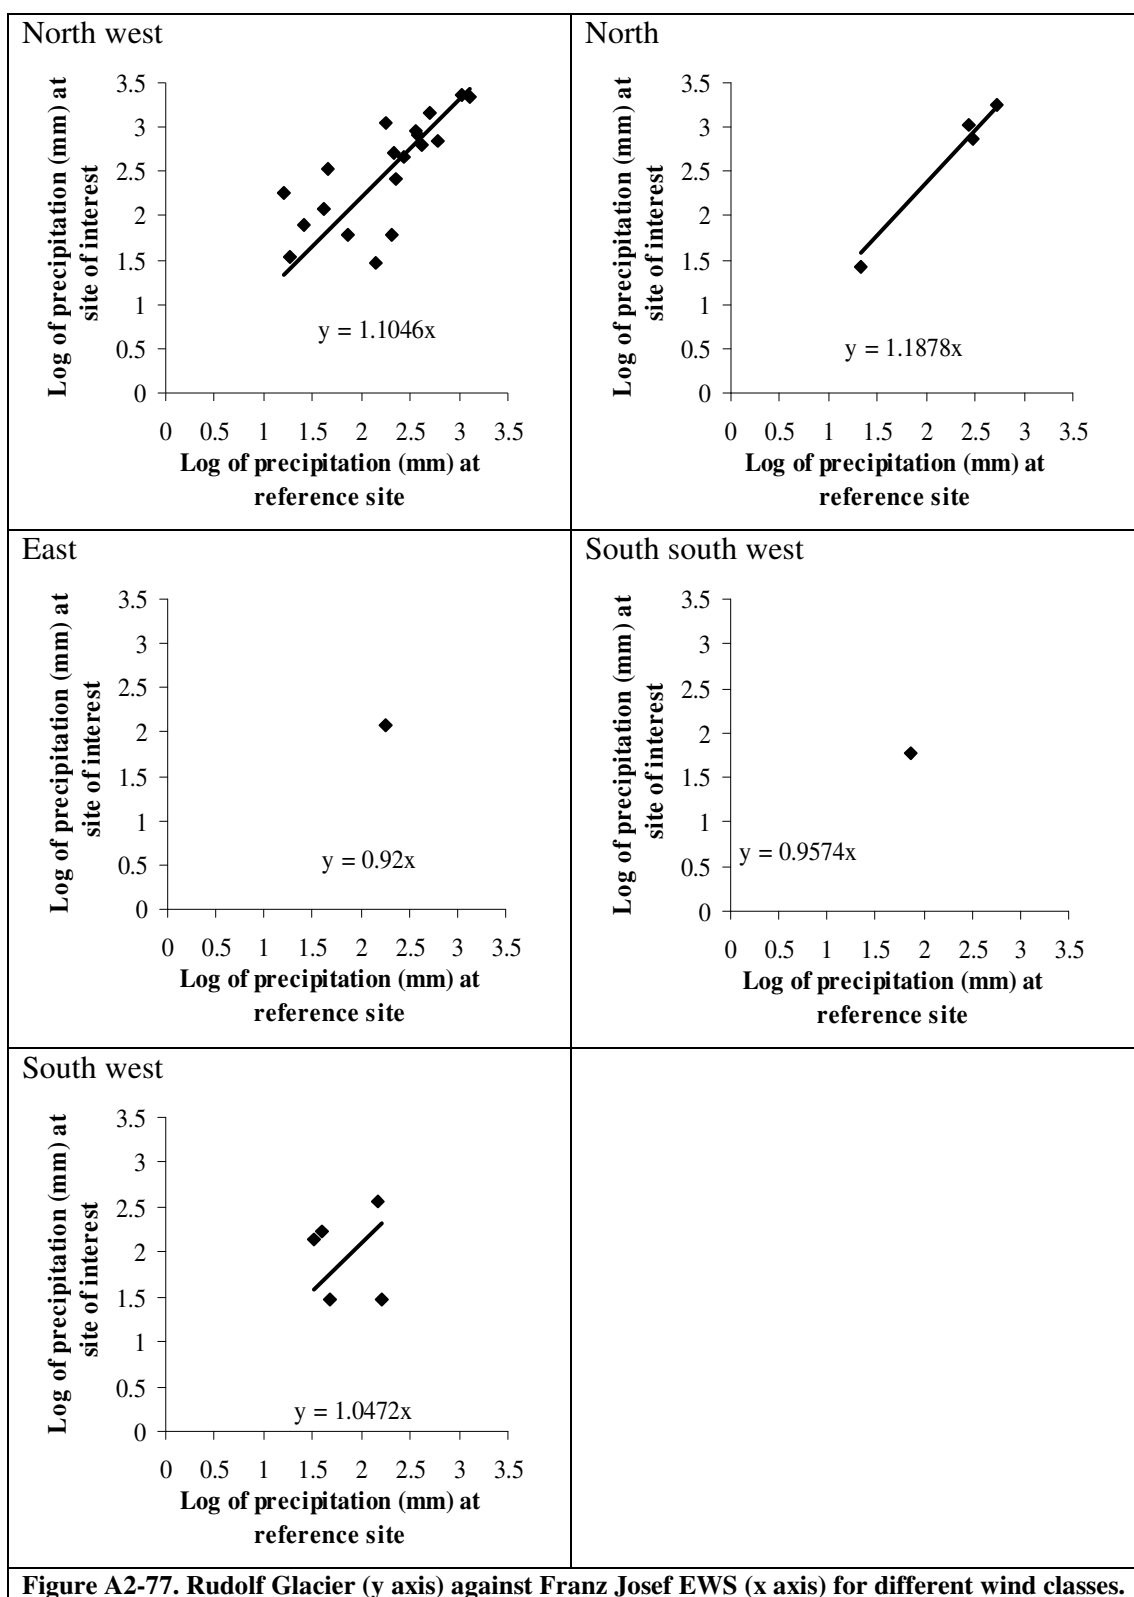 North west
Log of precipitation (mm) at
site of interest
3.5
3
2.5
2
1.5
1
0.5
0
y = 1.1046x
0 0.5 1 1.5 2 2.5 3 3.5
Log of precipitation (mm) at
reference site
North
Log of precipitation (mm) at
site of interest
3.5
3
2.5
2
1.5
1
0.5
0
y = 1.1878x
0 0.5 1 1.5 2 2.5 3 3.5
Log of precipitation (mm) at
reference site
East
Log of precipitation (mm) at
site of interest
3.5
3
2.5
2
1.5
1
0.5
0
y = 0.92x
0 0.5 1 1.5 2 2.5 3 3.5
Log of precipitation (mm) at
reference site
South south west
Log of precipitation (mm) at
site of interest
3.5
3
2.5
2
1.5
1
0.5
0
y = 0.9574x
0 0.5 1 1.5 2 2.5 3 3.5
Log of precipitation (mm) at
reference site
South west
Log of precipitation (mm) at
site of interest
3.5
3
2.5
2
1.5
1
0.5
0
y = 1.0472x
0 0.5 1 1.5 2 2.5 3 3.5
Log of precipitation (mm) at
reference site
Figure A2-77. Rudolf Glacier (y axis) against Franz Josef EWS (x axis) for different wind classes.